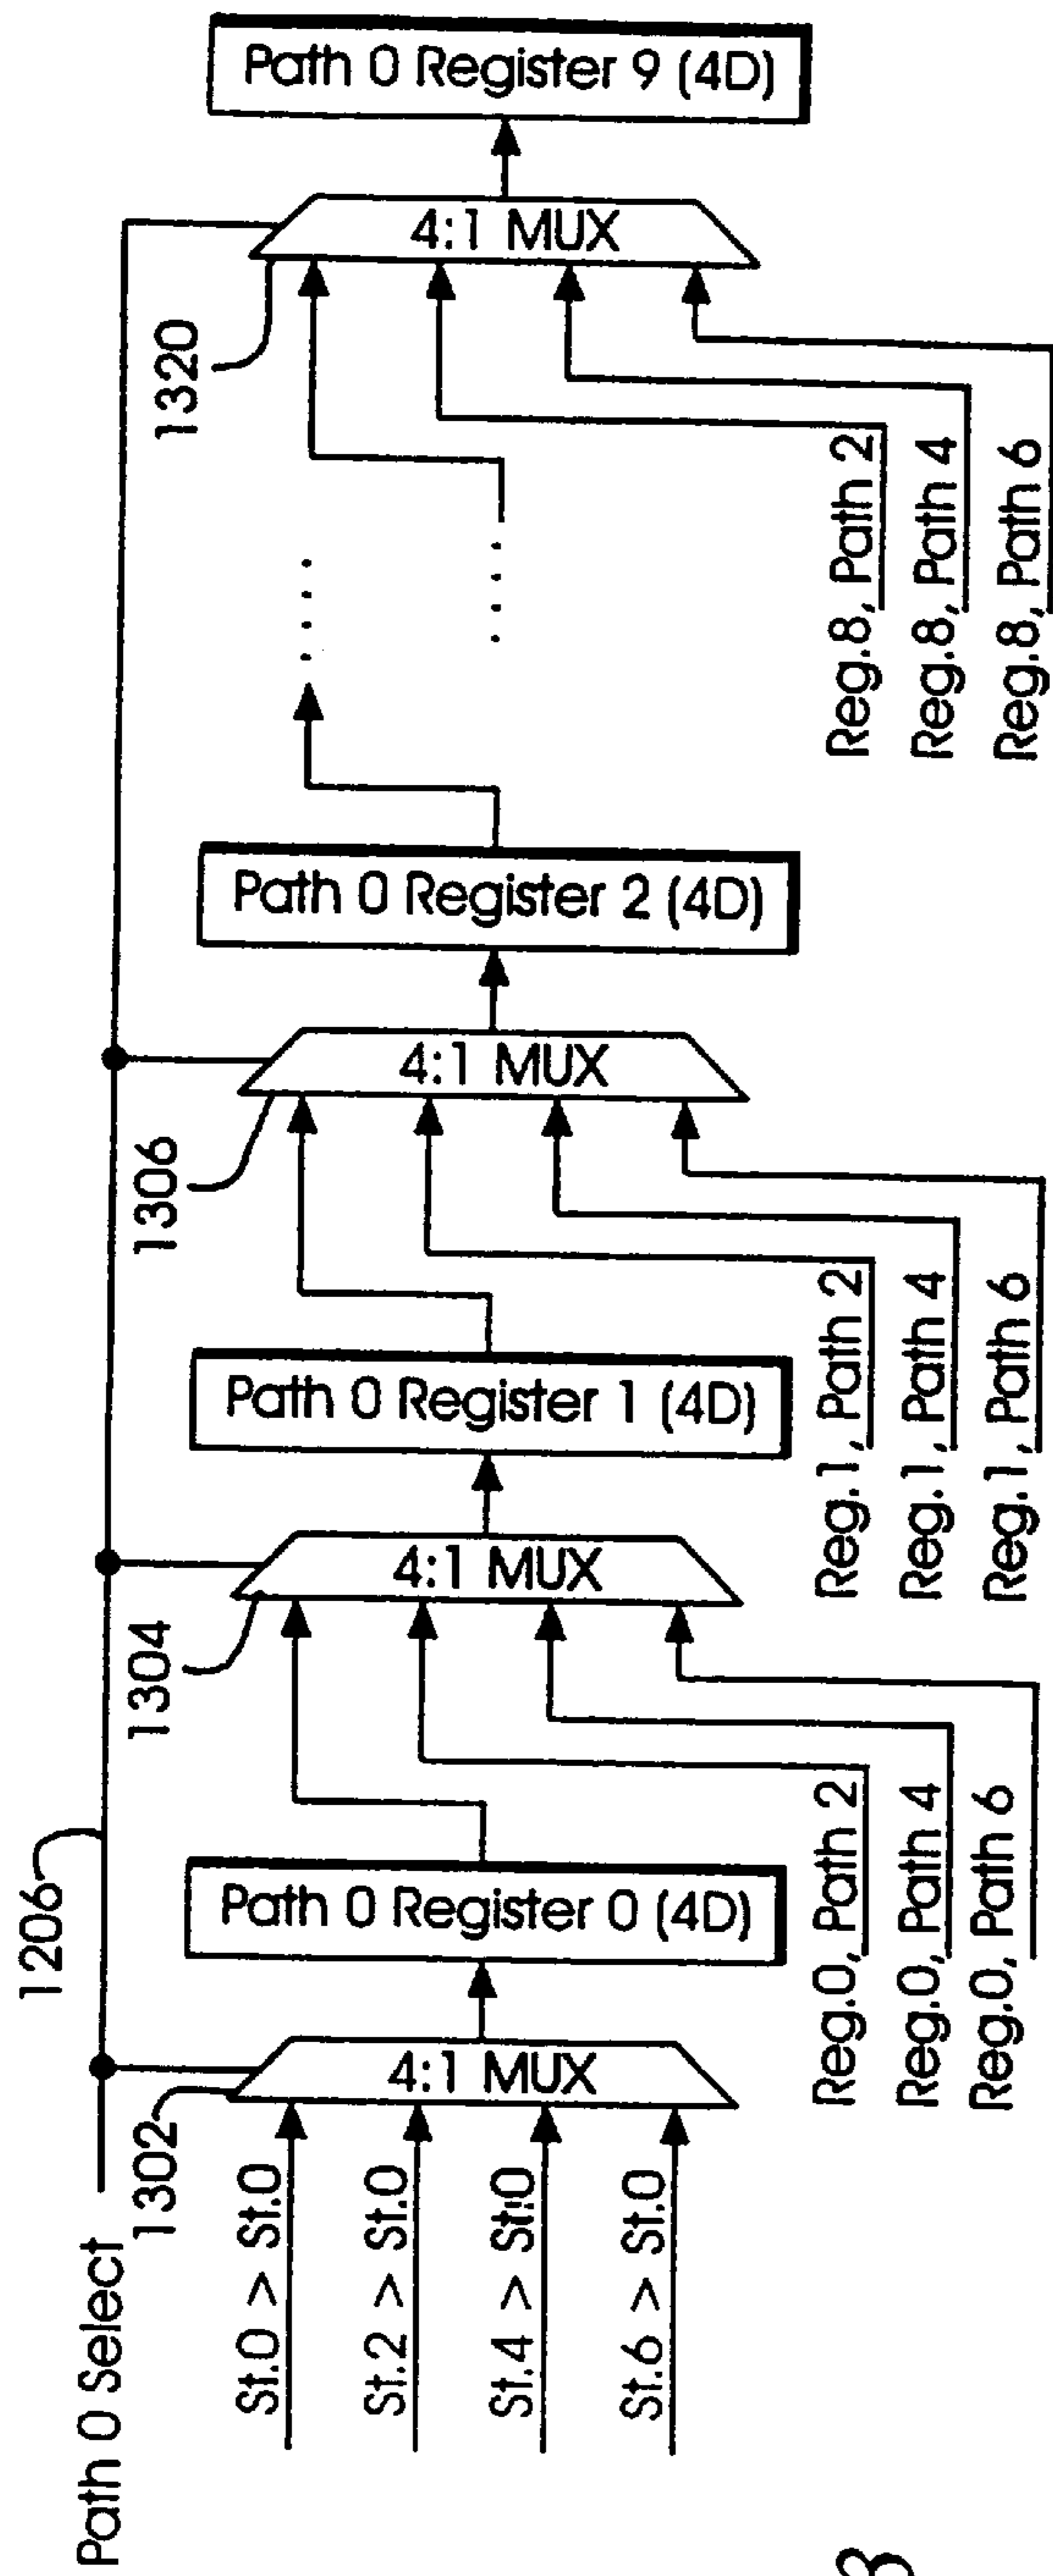 Path 0 Select
1206
1302
1304
1306
1320
St.0 > St.0
St.2 > St.0
St.4 > St.0
St.6 > St.0
4:1 MUX
Path 0 Register 0 (4D)
Reg.0, Path 2
Reg.0, Path 4
Reg.0, Path 6
4:1 MUX
Path 0 Register 1 (4D)
Reg.1, Path 2
Reg.1, Path 4
Reg.1, Path 6
4:1 MUX
Path 0 Register 2 (4D)
Reg.8, Path 2
Reg.8, Path 4
Reg.8, Path 6
4:1 MUX
Path 0 Register 9 (4D)
3